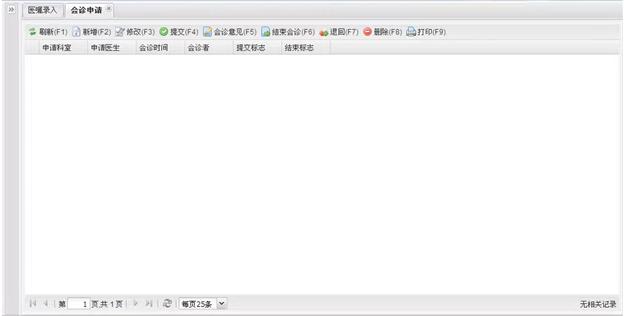 医嘱录入 会诊申请
刷新(F1) 新增(F2) 修改(F3) 提交(F4) 会诊意见(F5) 结束会诊(F6) 退回(F7) 删除(F8) 打印(F9)
申请科室 申请医生 会诊时间 会诊者 提交标志 结束标志
第 1 页,共 1 页 每页25条 无相关记录